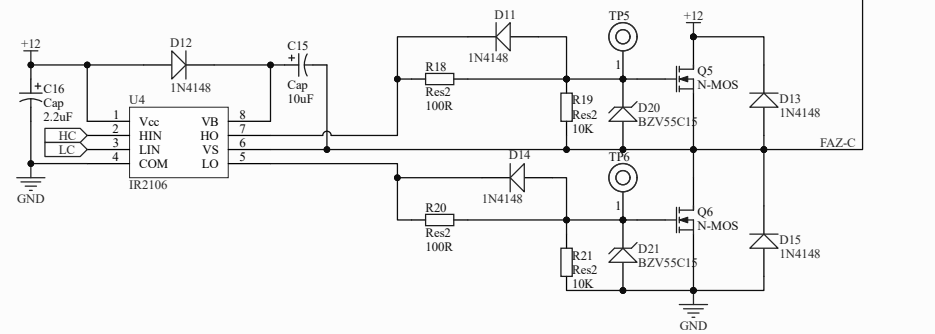 D11
TP5
+12
+12
D12
C15
1N4148
R18
1
Q5
N-MOS
C16
Cap
2.2uF
1N4148
Cap
10uF
Res2
100R
R19
Res2
10K
D20
BZV55C15
D13
1N4148
U4
1
Vcc
VB
8
HC
2
HIN
HO
7
LC
3
LIN
VS
6
4
COM
LO
5
FAZ-C
D14
TP6
GND
IR2106
1N4148
R20
1
Q6
N-MOS
Res2
100R
R21
Res2
10K
D21
BZV55C15
D15
1N4148
GND